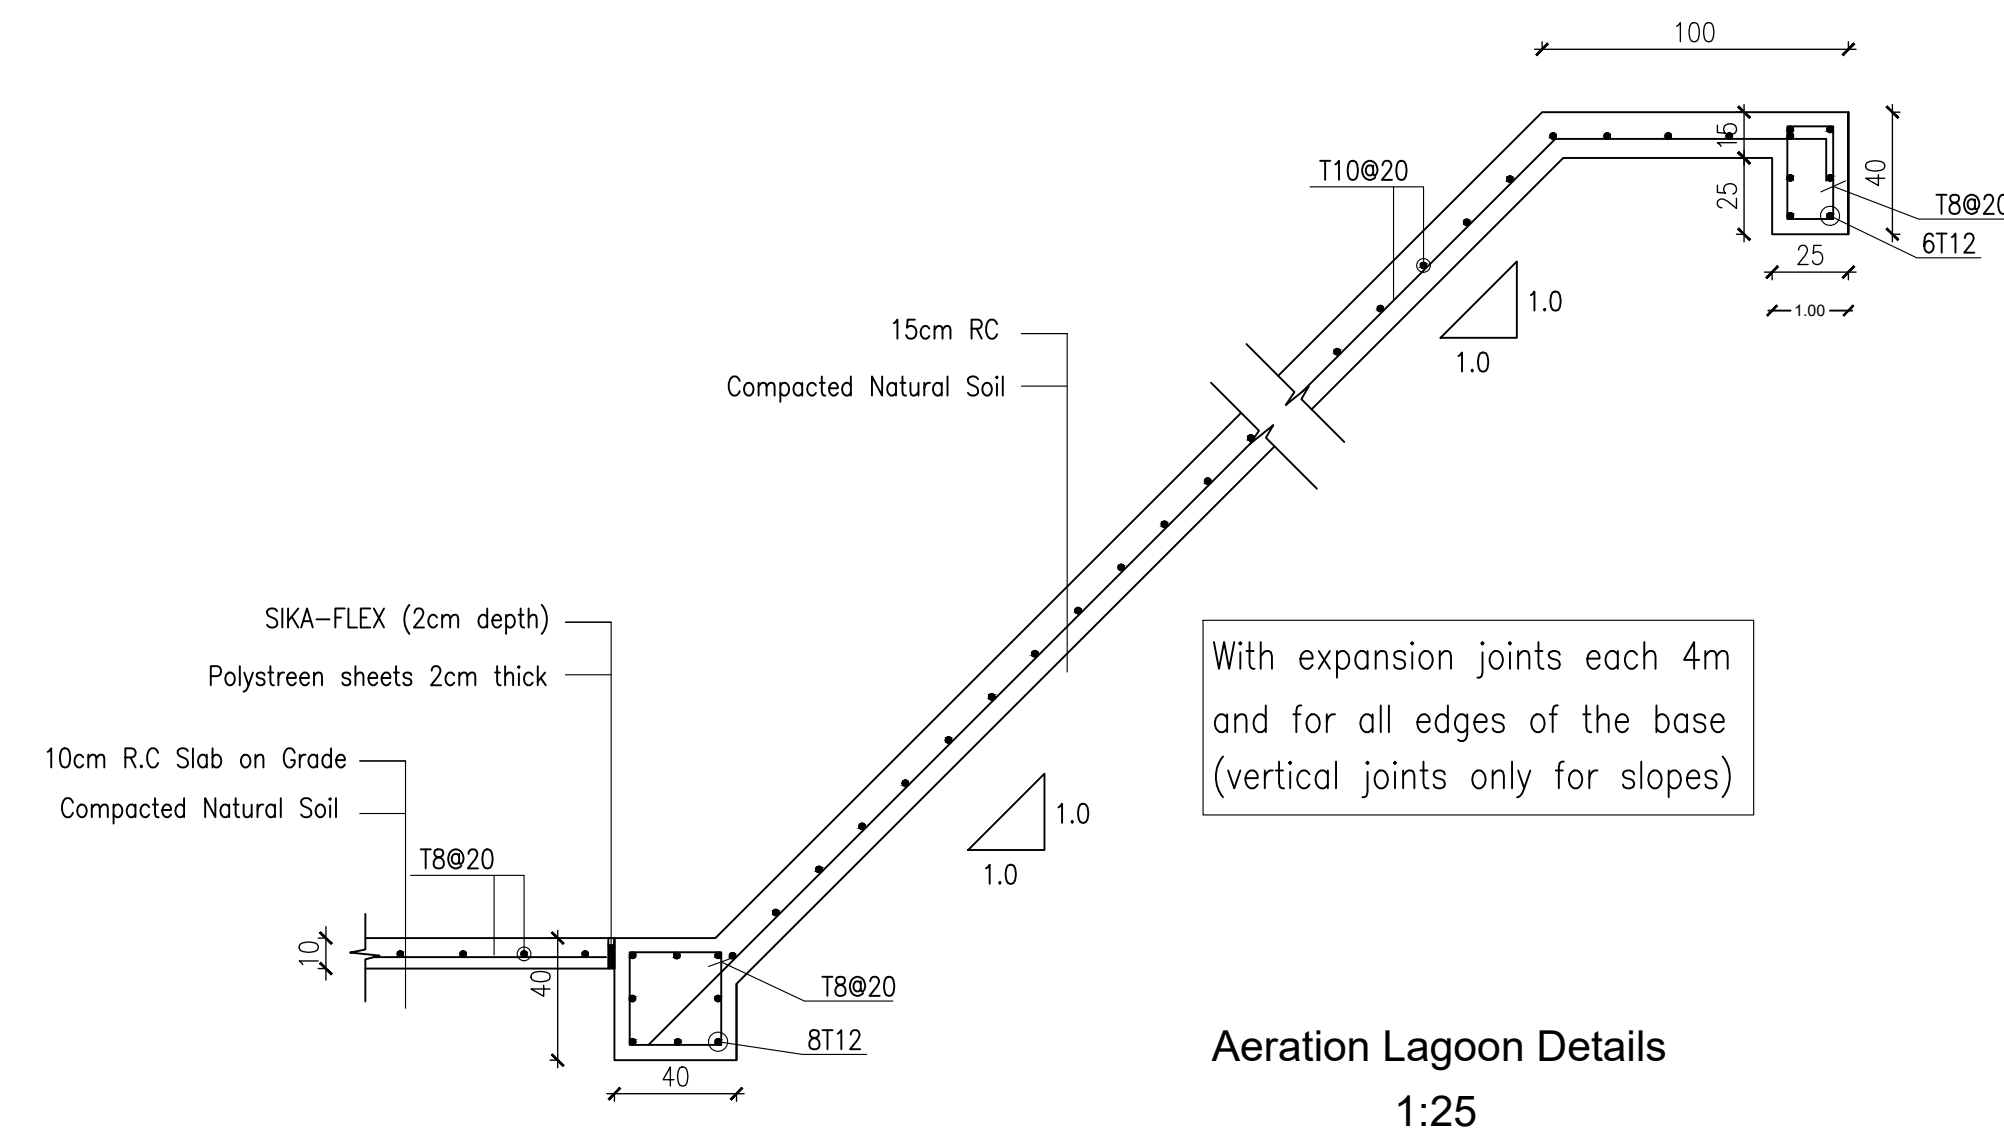 100
15
40
25
T10@20
T8@20
6T12
25
1.00
1.0
1.0
15cm RC
Compacted Natural Soil
SIKA-FLEX (2cm depth)
Polystreen sheets 2cm thick
With expansion joints each 4m
and for all edges of the base
(vertical joints only for slopes)
10cm R.C Slab on Grade
Compacted Natural Soil
1.0
1.0
T8@20
10
40
T8@20
8T12
40
Aeration Lagoon Details
1:25